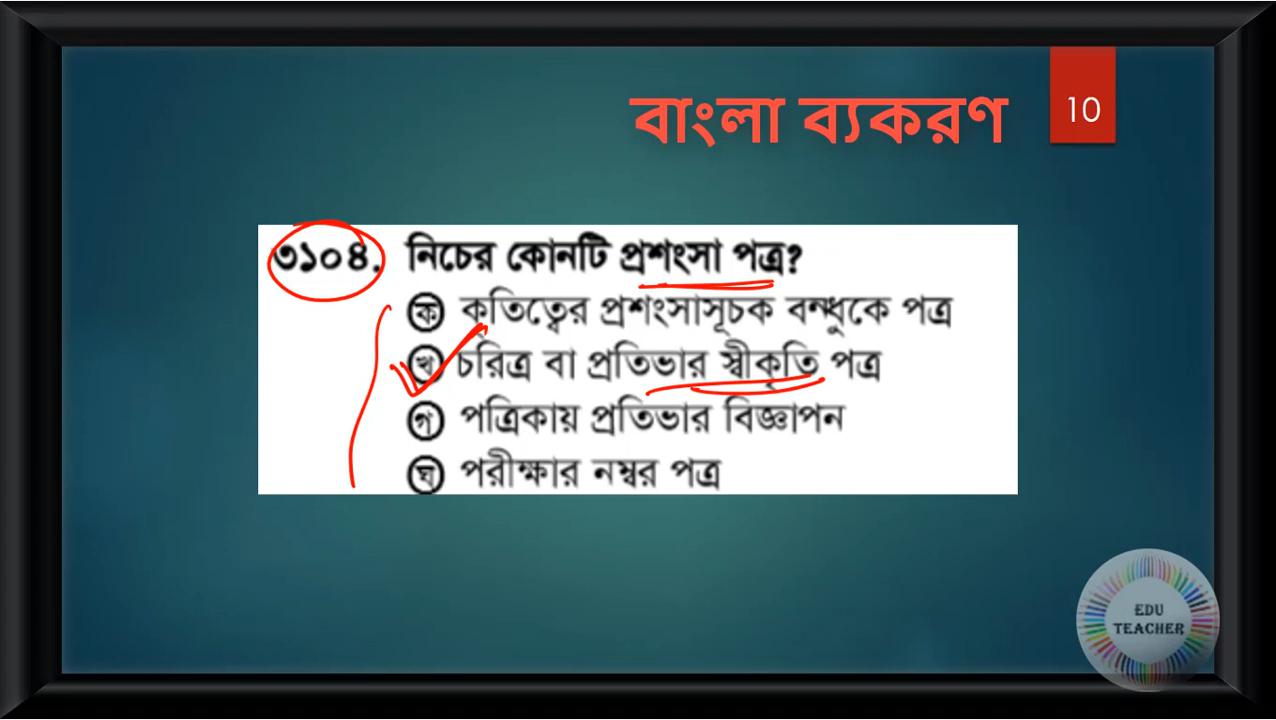 বাংলা ব্যকরণ
10
৩১০৪. নিচের কোনটি প্রশংসা পত্র?
ক কৃতিত্বের প্রশংসাসূচক বন্ধুকে পত্র
খ চরিত্র বা প্রতিভার স্বীকৃতি পত্র
গ পত্রিকায় প্রতিভার বিজ্ঞাপন
ঘ পরীক্ষার নম্বর পত্র
EDU
TEACHER